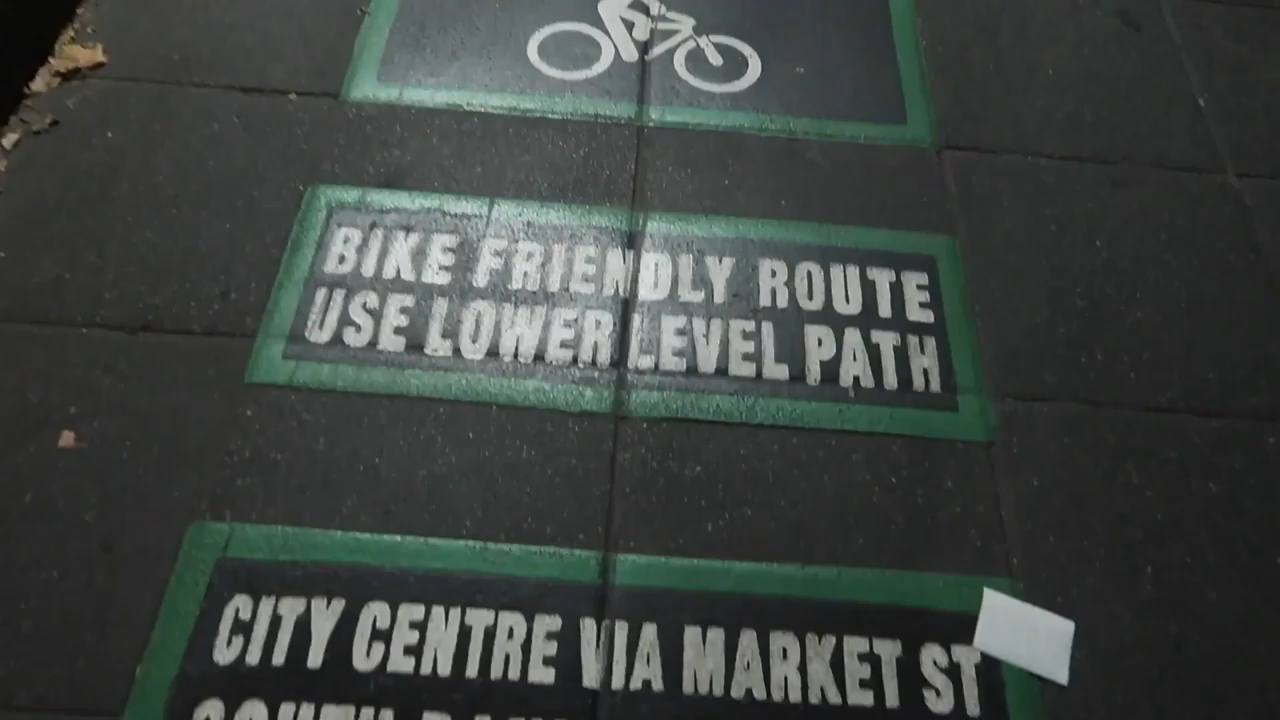 BIKE FRIENDLY ROUTE
USE LOWER LEVEL PATH
CITY CENTRE VIA MARKET ST